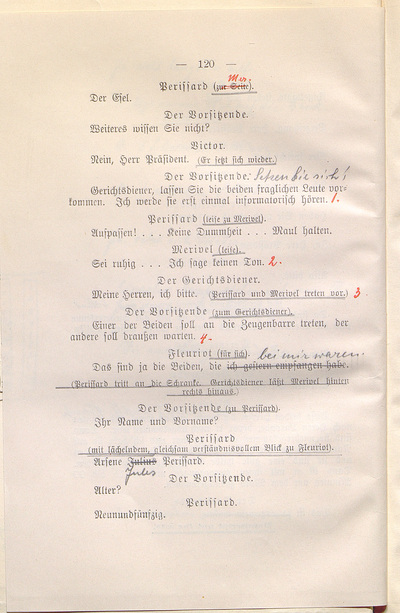 — 120 —
Mer.
Perissard (zur Seite).
Der Esel.
Der Vorsitzende.
Weiteres wissen Sie nicht?
Victor.
Nein, Herr Präsident. (Er setzt sich wieder.)
Der Vorsitzende. Setzen Sie sich!
Gerichtsdiener, lassen Sie die beiden fraglichen Leute vor-
kommen. Ich werde sie erst einmal informatorisch hören. 1.
Perissard (leise zu Merivel).
Aufpassen! . . . Keine Dummheit . . . Maul halten.
Merivel (leise).
Sei ruhig . . . Ich sage keinen Ton. 2.
Der Gerichtsdiener.
Meine Herren, ich bitte. (Perissard und Merivel treten vor.) 3
Der Vorsitzende (zum Gerichtsdiener).
Einer der Beiden soll an die Zeugenbarre treten, der
andere soll draußen warten. 4.
Fleuriot (für sich). bei mir waren.
Das sind ja die Beiden, die ich gestern empfangen habe.
(Perissard tritt an die Schranke. Gerichtsdiener läßt Merivel hinten
rechts hinaus.)
Der Vorsitzende (zu Perissard).
Ihr Name und Vorname?
Perissard
(mit lächelndem, gleichsam verständnisvollem Blick zu Fleuriot).
Arsene Julius Perissard.
Jules
Der Vorsitzende.
Alter?
Perissard.
Neunundfünfzig.